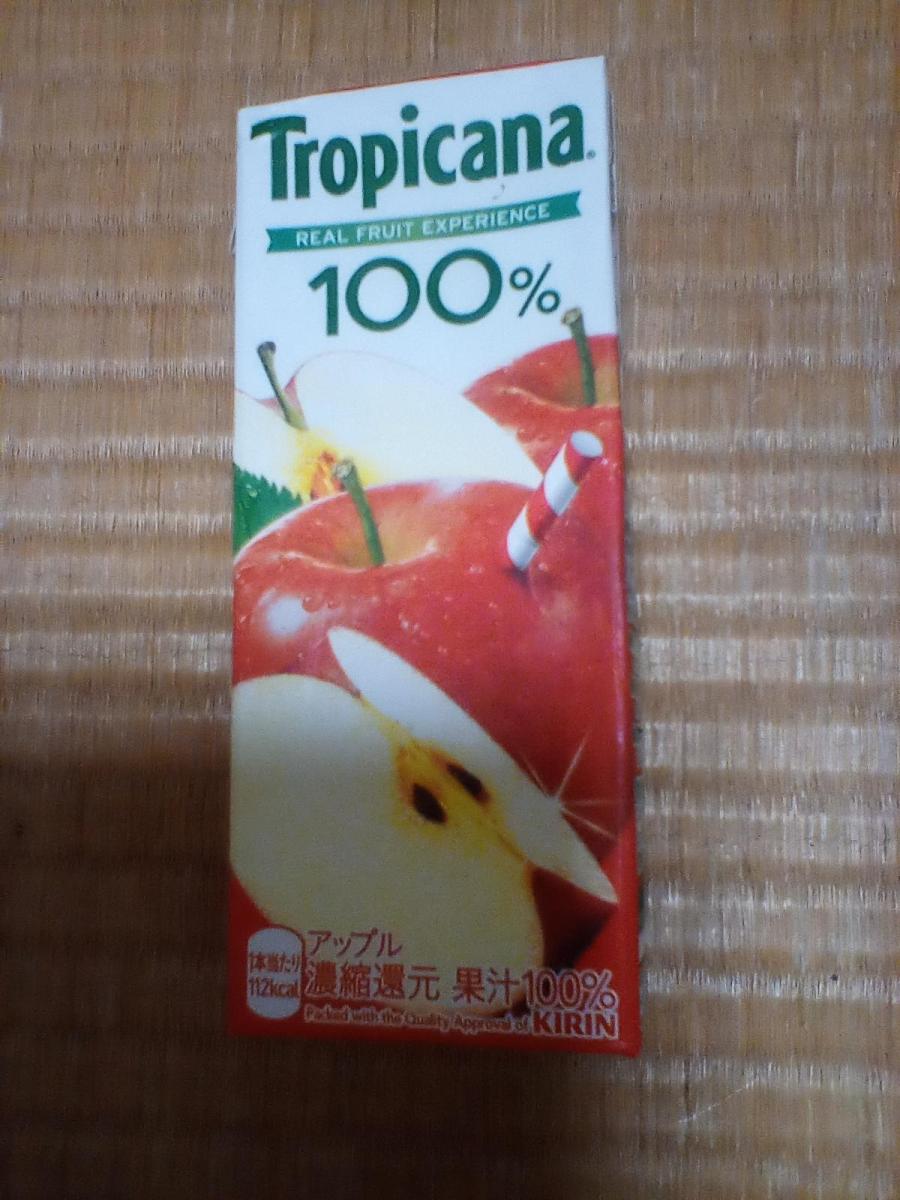 Tropicana
REAL FRUIT EXPERIENCE
100%
アップル
1本当たり
112kcal
濃縮還元 果汁100%
Packed with the Quality Approval of KIRIN